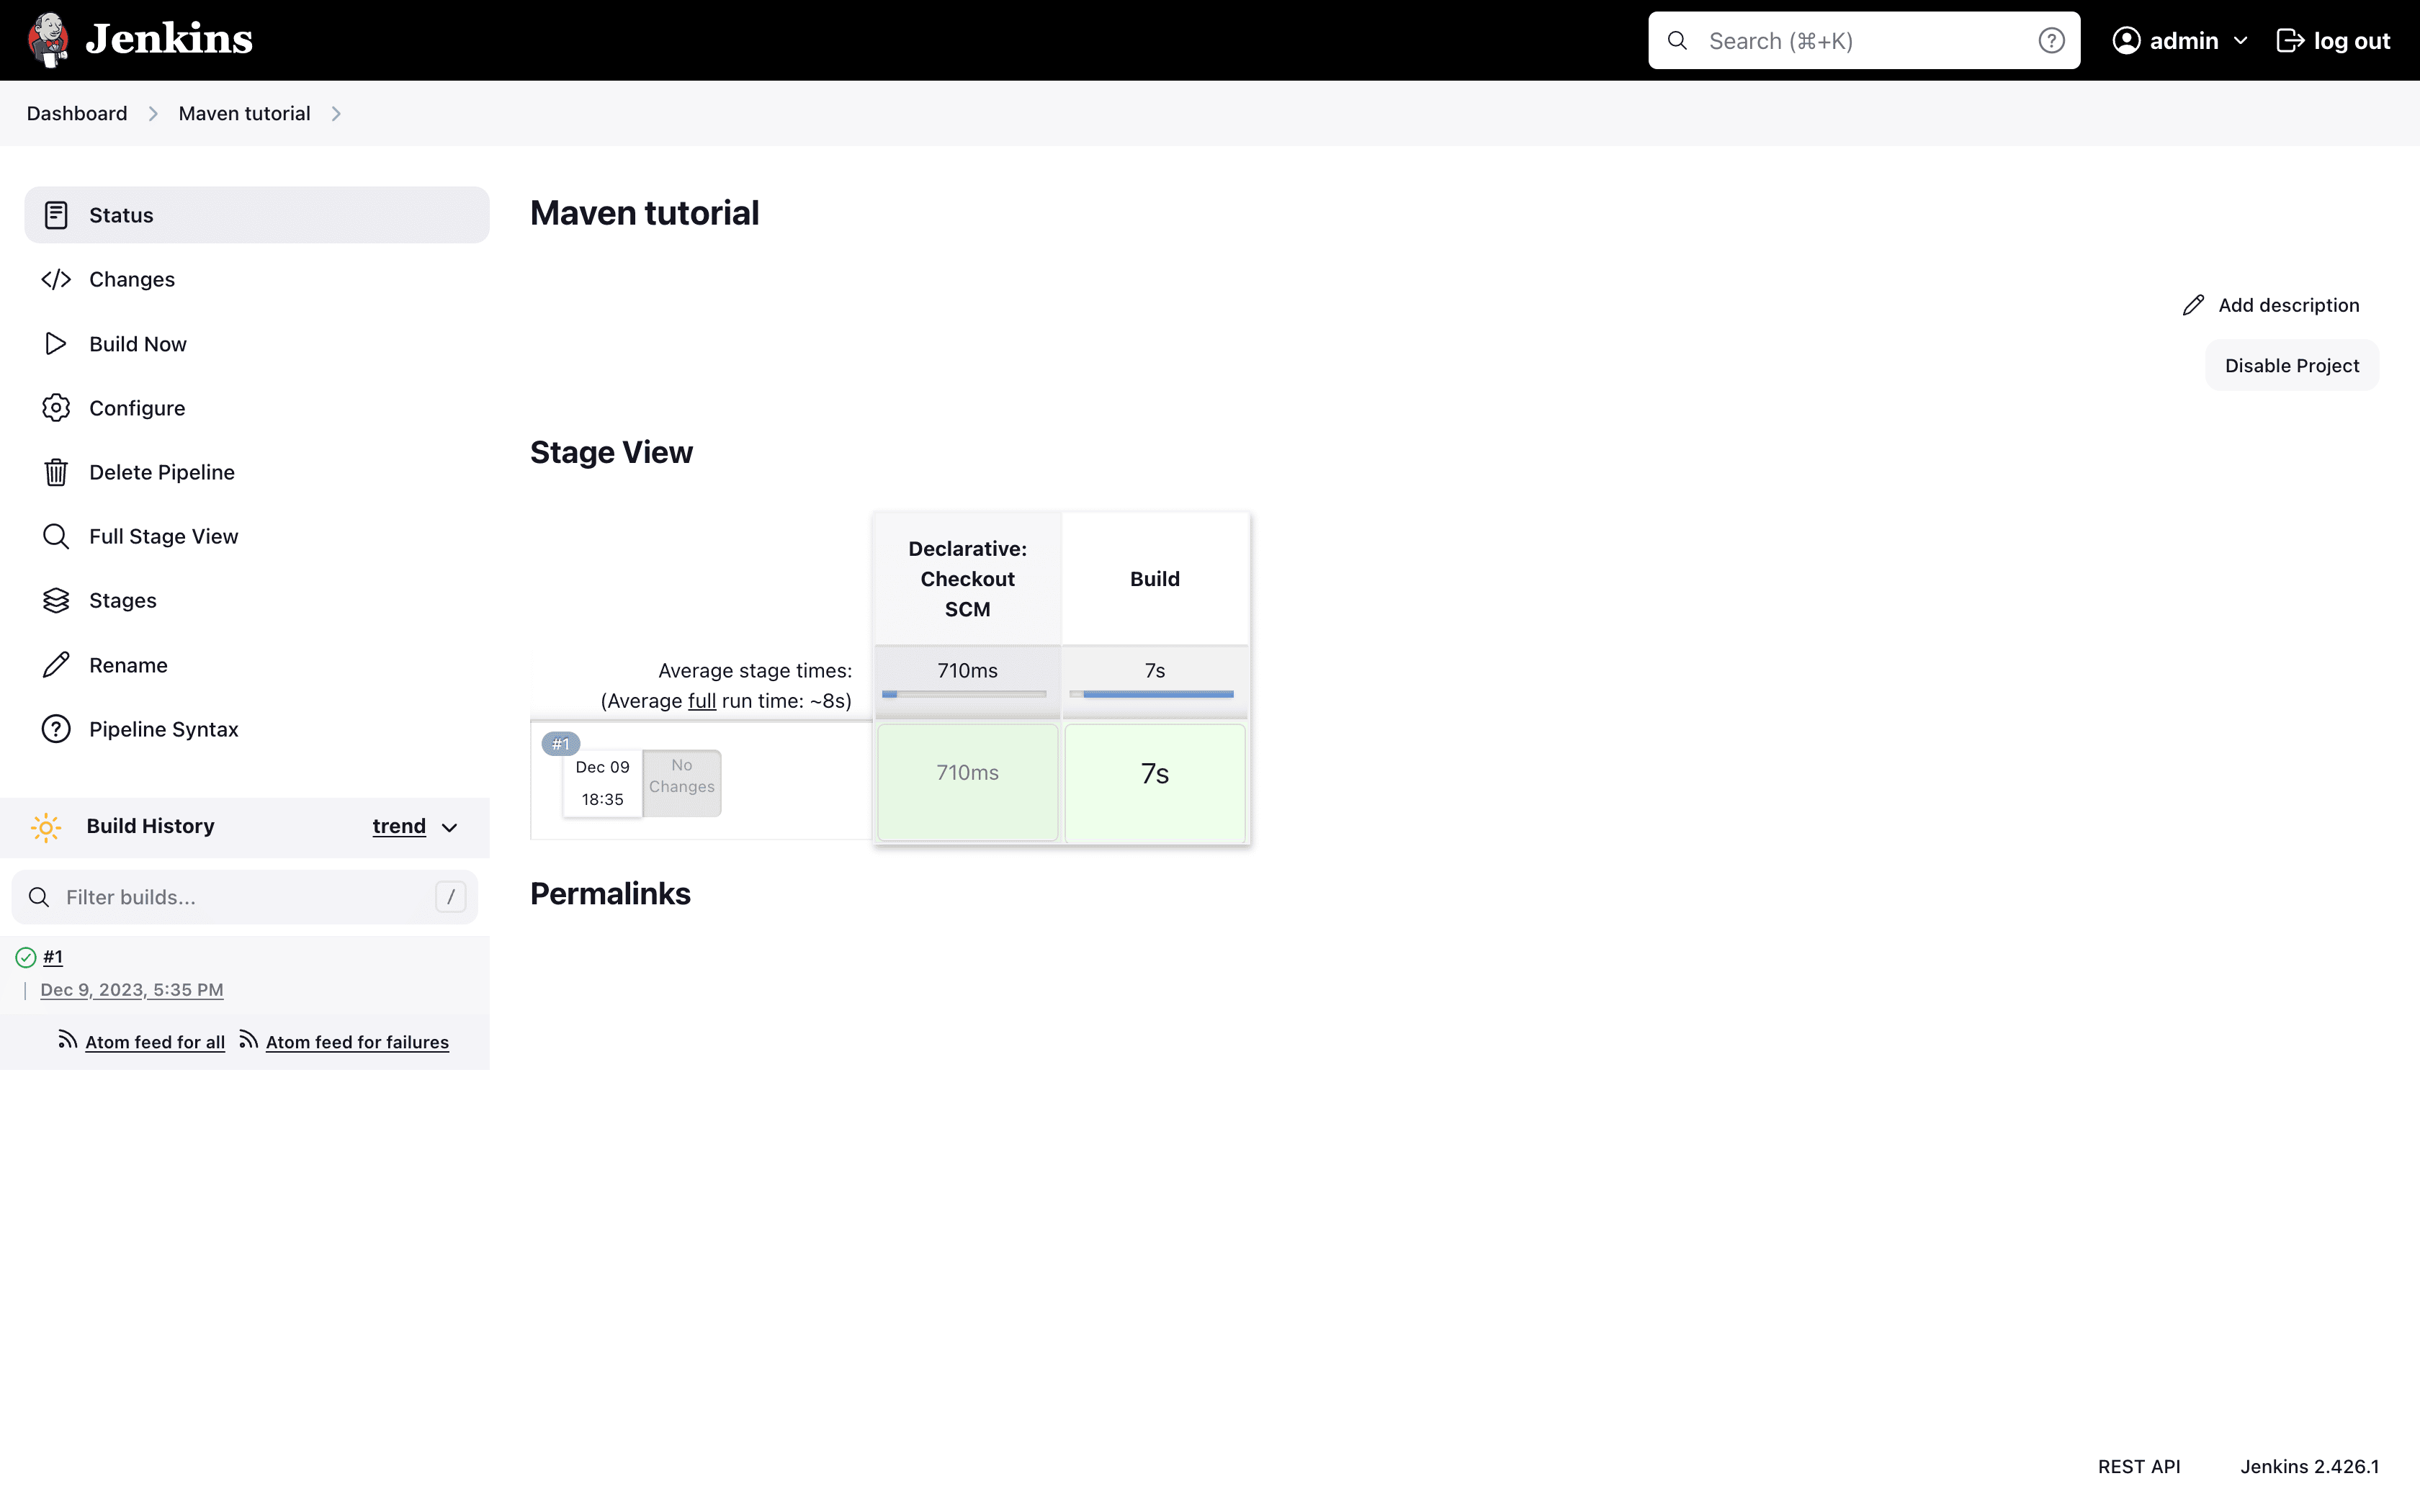 Jenkins
Search (⌘+K)
admin
log out
Dashboard
Maven tutorial
Status
Changes
Build Now
Configure
Delete Pipeline
Full Stage View
Stages
Rename
Pipeline Syntax
Build History
trend
Filter builds...
/
#1
Dec 9, 2023, 5:35 PM
Atom feed for all
Atom feed for failures
Maven tutorial
Add description
Disable Project
Stage View
Declarative:
Checkout
SCM
Build
Average stage times:
(Average full run time: ~8s)
710ms
7s
#1
Dec 09
18:35
No
Changes
710ms
7s
Permalinks
REST API
Jenkins 2.426.1